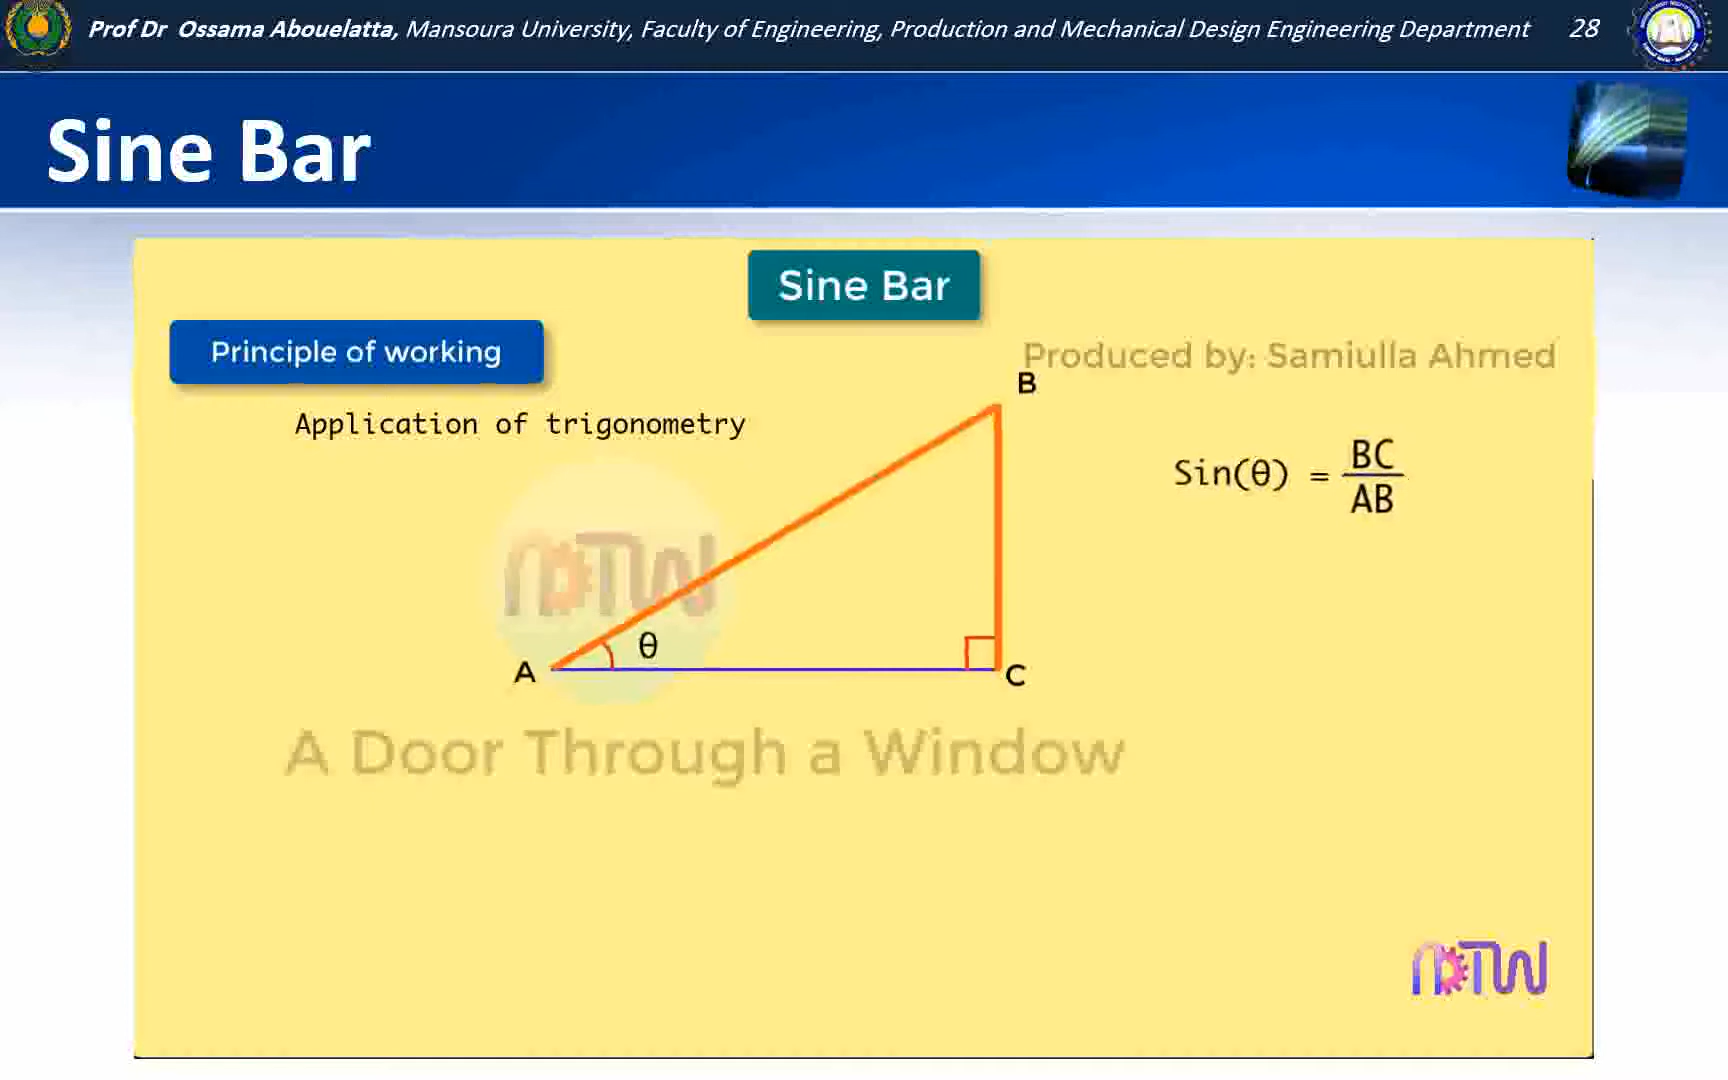 Prof Dr Ossama Abouelatta, Mansoura University, Faculty of Engineering, Production and Mechanical Design Engineering Department 28
Sine Bar
Sine Bar
Principle of working
Produced by: Samiulla Ahmed
B
Application of trigonometry
Sin(θ) = BC
AB
θ
A
C
A Door Through a Window